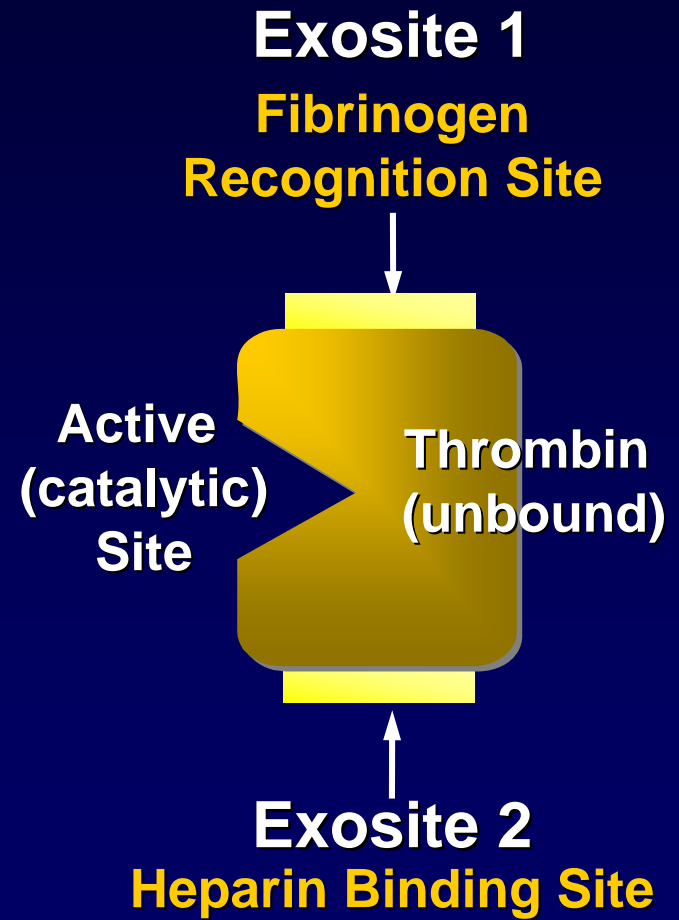 Exosite 1
Fibrinogen
Recognition Site
Active
(catalytic)
Site
Thrombin
(unbound)
Exosite 2
Heparin Binding Site